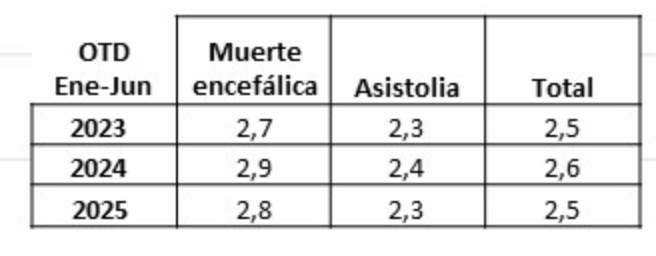 OTD Ene-Jun Muerte encefálica Asistolia Total
2023 2,7 2,3 2,5
2024 2,9 2,4 2,6
2025 2,8 2,3 2,5